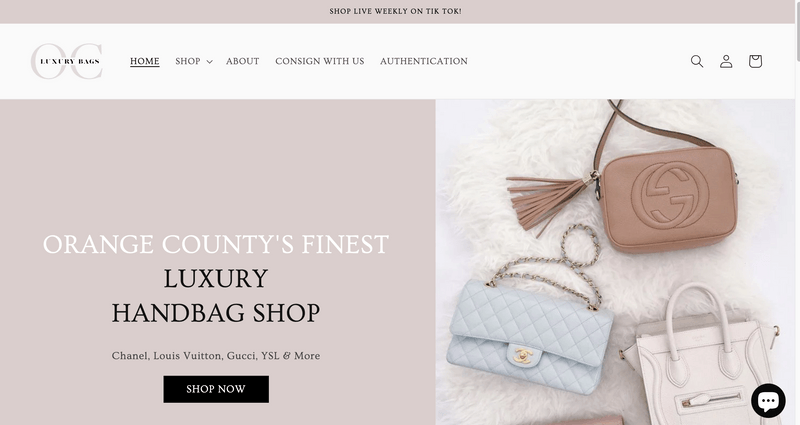 SHOP LIVE WEEKLY ON TIK TOK!
OC
LUXURY BAGS
HOME
SHOP
ABOUT
CONSIGN WITH US
AUTHENTICATION
ORANGE COUNTY'S FINEST
LUXURY
HANDBAG SHOP
Chanel, Louis Vuitton, Gucci, YSL & More
SHOP NOW